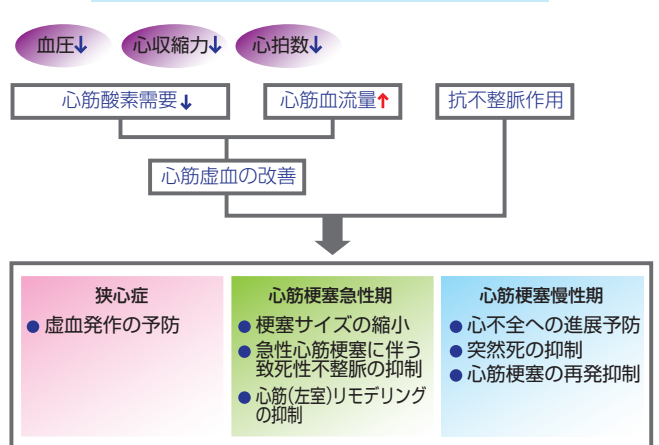 血圧↓ 心収縮力↓ 心拍数↓
心筋酸素需要↓ 心筋血流量↑ 抗不整脈作用
心筋虚血の改善
狭心症
● 虚血発作の予防
心筋梗塞急性期
● 梗塞サイズの縮小
● 急性心筋梗塞に伴う
致死性不整脈の抑制
● 心筋(左室)リモデリング
の抑制
心筋梗塞慢性期
● 心不全への進展予防
● 突然死の抑制
● 心筋梗塞の再発抑制